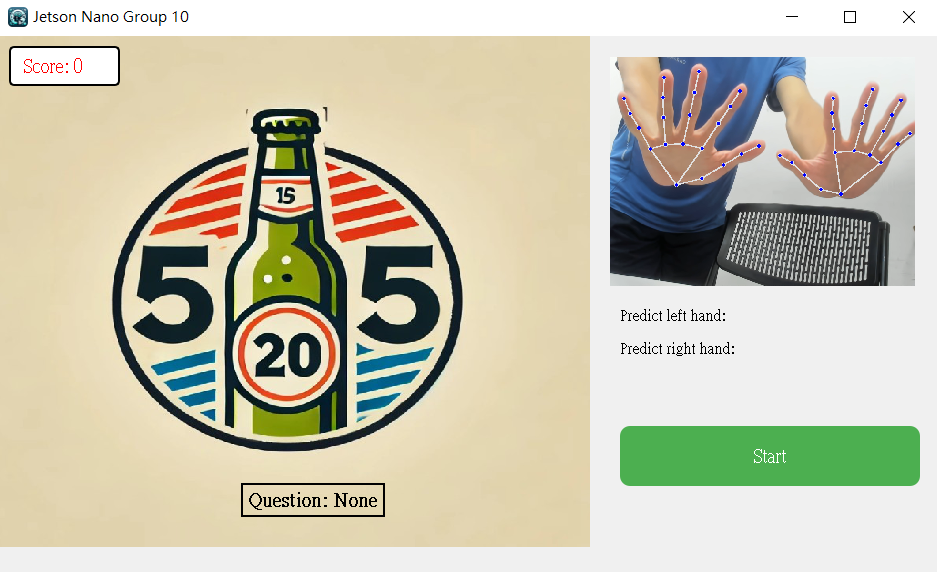 Jetson Nano Group 10
Score: 0
15
5 5
20
Question: None
Predict left hand:
Predict right hand:
Start